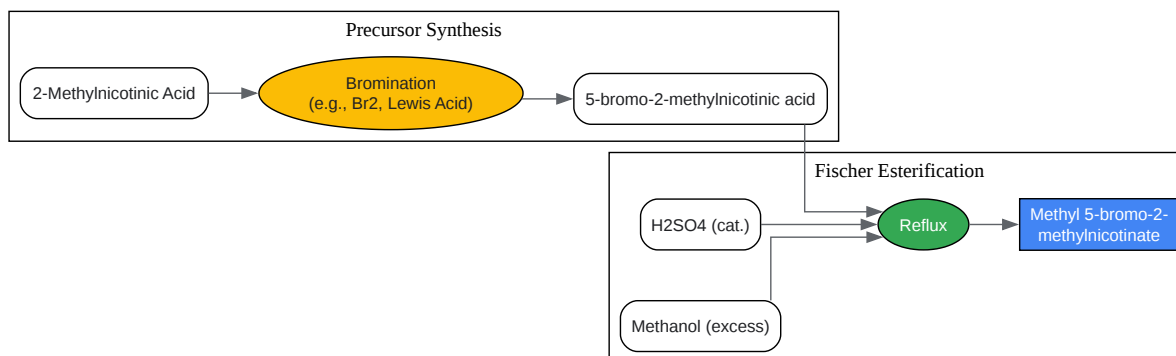 Precursor Synthesis
2-Methylnicotinic Acid
Bromination
(e.g., Br2, Lewis Acid)
5-bromo-2-methylnicotinic acid
Fischer Esterification
H2SO4 (cat.)
Reflux
Methyl 5-bromo-2-
methylnicotinate
Methanol (excess)